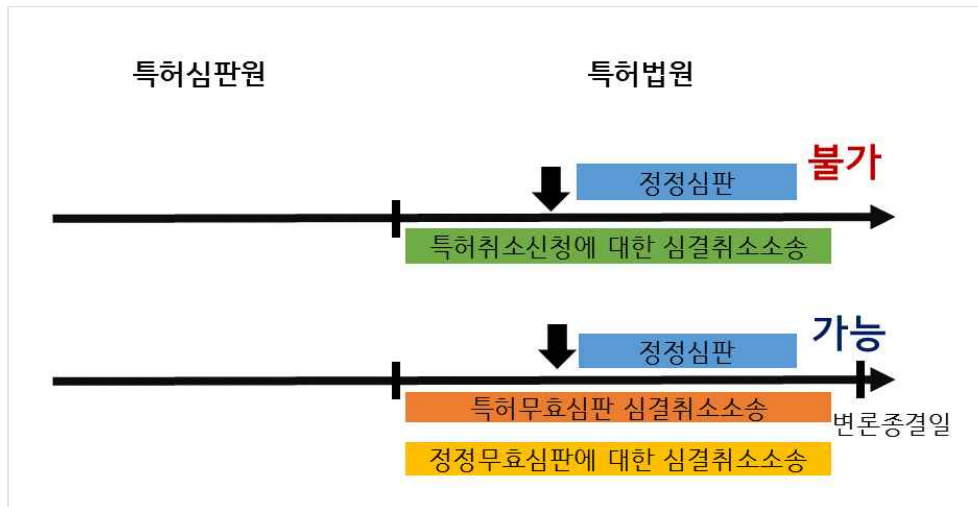 특허심판원
특허법원
정정심판
불가
특허취소신청에 대한 심결취소소송
정정심판
가능
특허무효심판 심결취소소송
변론종결일
정정무효심판에 대한 심결취소소송